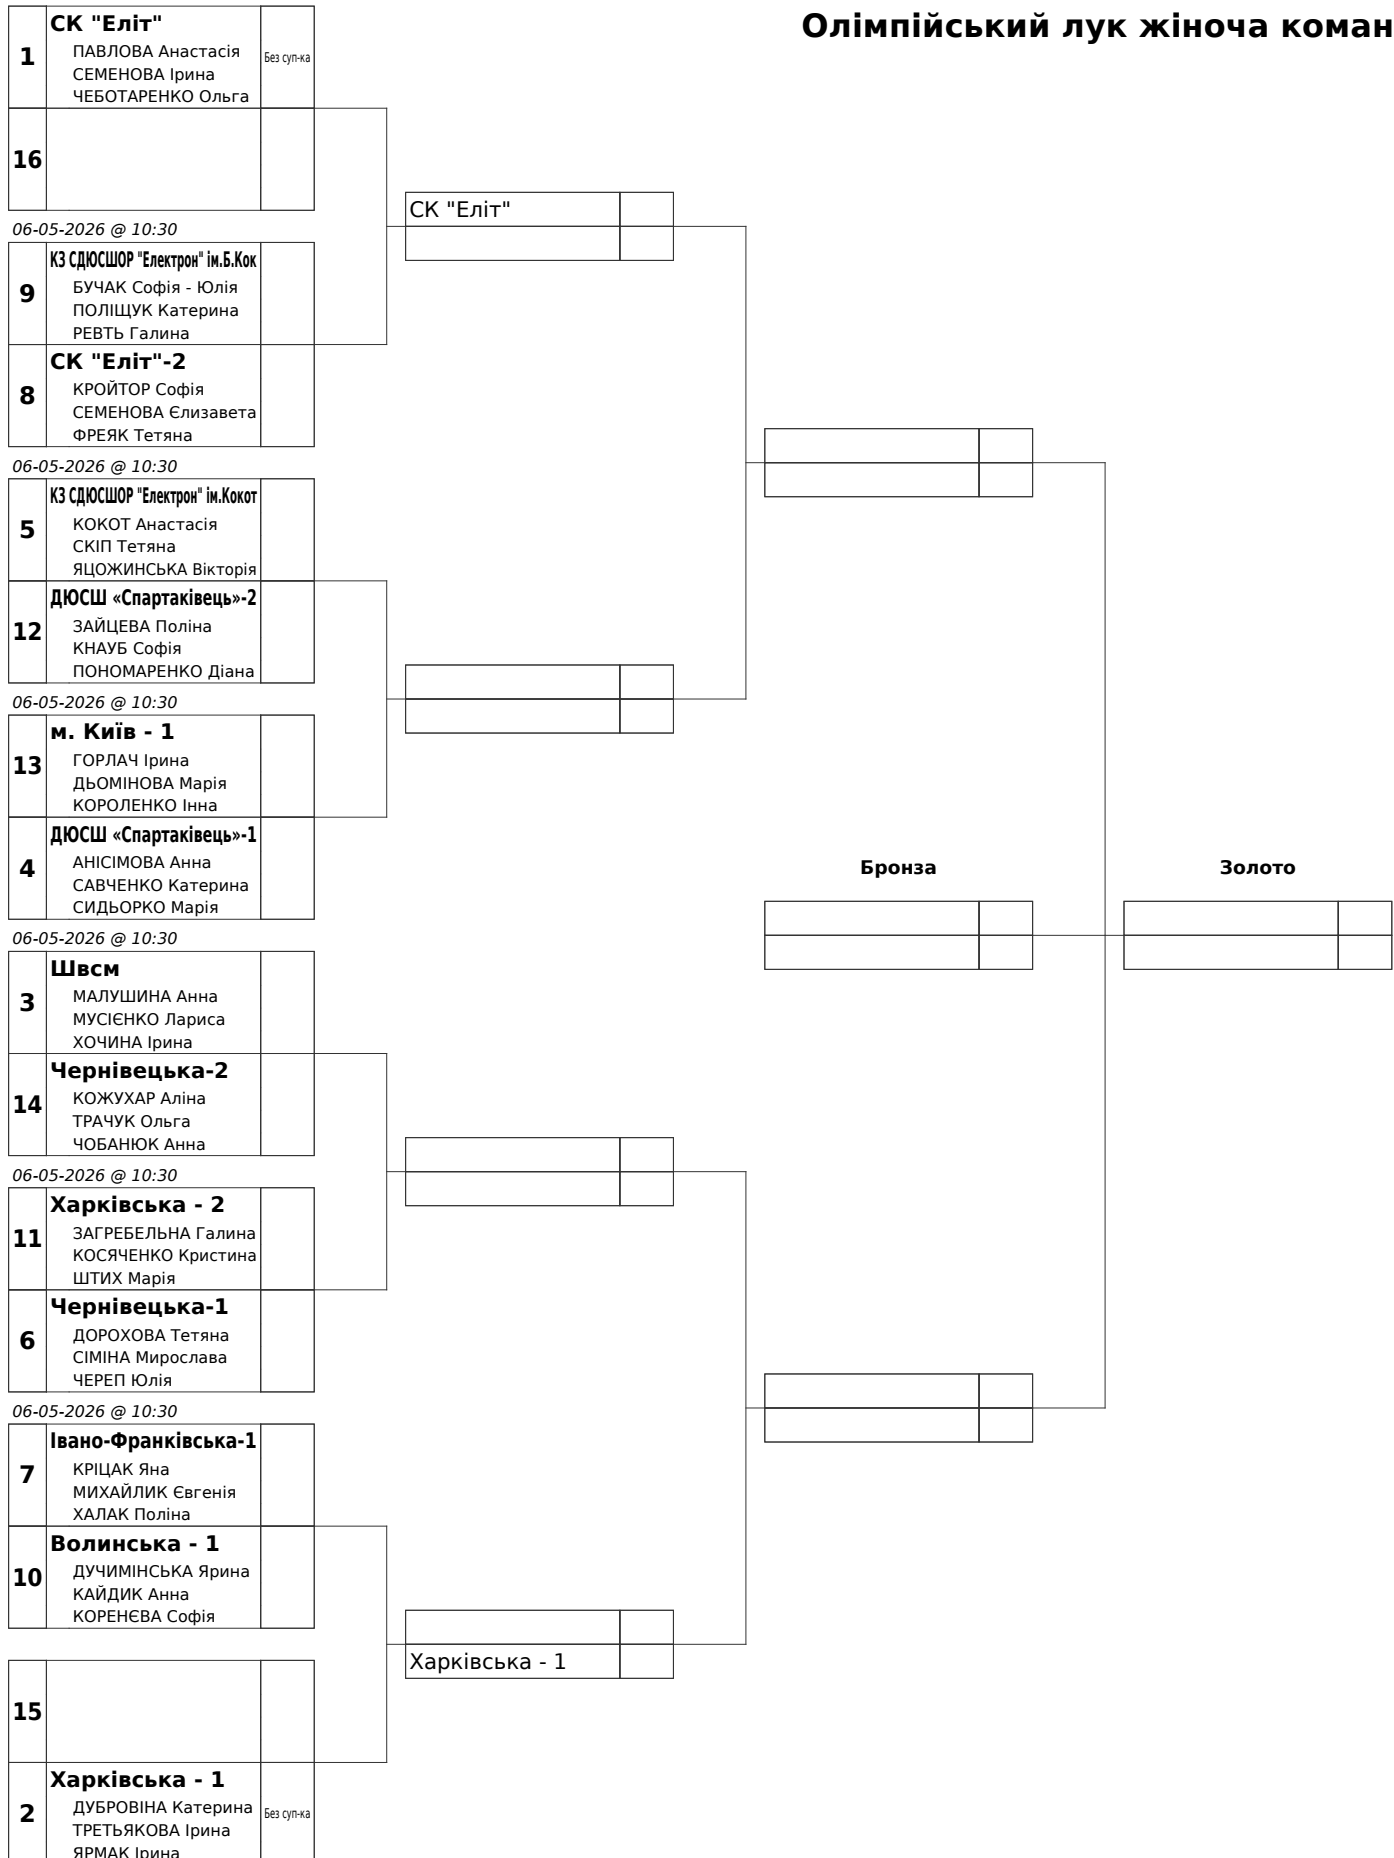 Олімпійський лук жіноча коман
1
СК "Еліт"
ПАВЛОВА Анастасія
СЕМЕНОВА Ірина
ЧЕБОТАРЕНКО Ольга
Без суп-ка
16
СК "Еліт"
06-05-2026 @ 10:30
9
КЗ СДЮСШОР "Електрон" ім.Б.Кок
БУЧАК Софія - Юлія
ПОЛІЩУК Катерина
РЕВТЬ Галина
8
СК "Еліт"-2
КРОЙТОР Софія
СЕМЕНОВА Єлизавета
ФРЕЯК Тетяна
06-05-2026 @ 10:30
5
КЗ СДЮСШОР "Електрон" ім.Кокот
КОКОТ Анастасія
СКІП Тетяна
ЯЦОЖИНСЬКА Вікторія
12
ДЮСШ «Спартаківець»-2
ЗАЙЦЕВА Поліна
КНАУБ Софія
ПОНОМАРЕНКО Діана
06-05-2026 @ 10:30
13
м. Київ - 1
ГОРЛАЧ Ірина
ДЬОМІНОВА Марія
КОРОЛЕНКО Інна
4
ДЮСШ «Спартаківець»-1
АНІСІМОВА Анна
САВЧЕНКО Катерина
СИДЬОРКО Марія
Бронза
Золото
06-05-2026 @ 10:30
3
Швсм
МАЛУШИНА Анна
МУСІЄНКО Лариса
ХОЧИНА Ірина
14
Чернівецька-2
КОЖУХАР Аліна
ТРАЧУК Ольга
ЧОБАНЮК Анна
06-05-2026 @ 10:30
11
Харківська - 2
ЗАГРЕБЕЛЬНА Галина
КОСЯЧЕНКО Кристина
ШТИХ Марія
6
Чернівецька-1
ДОРОХОВА Тетяна
СІМІНА Мирослава
ЧЕРЕП Юлія
06-05-2026 @ 10:30
7
Івано-Франківська-1
КРІЦАК Яна
МИХАЙЛИК Євгенія
ХАЛАК Поліна
10
Волинська - 1
ДУЧИМІНСЬКА Ярина
КАЙДИК Анна
КОРЕНЄВА Софія
Харківська - 1
15
2
Харківська - 1
ДУБРОВІНА Катерина
ТРЕТЬЯКОВА Ірина
ЯРМАК Ірина
Без суп-ка